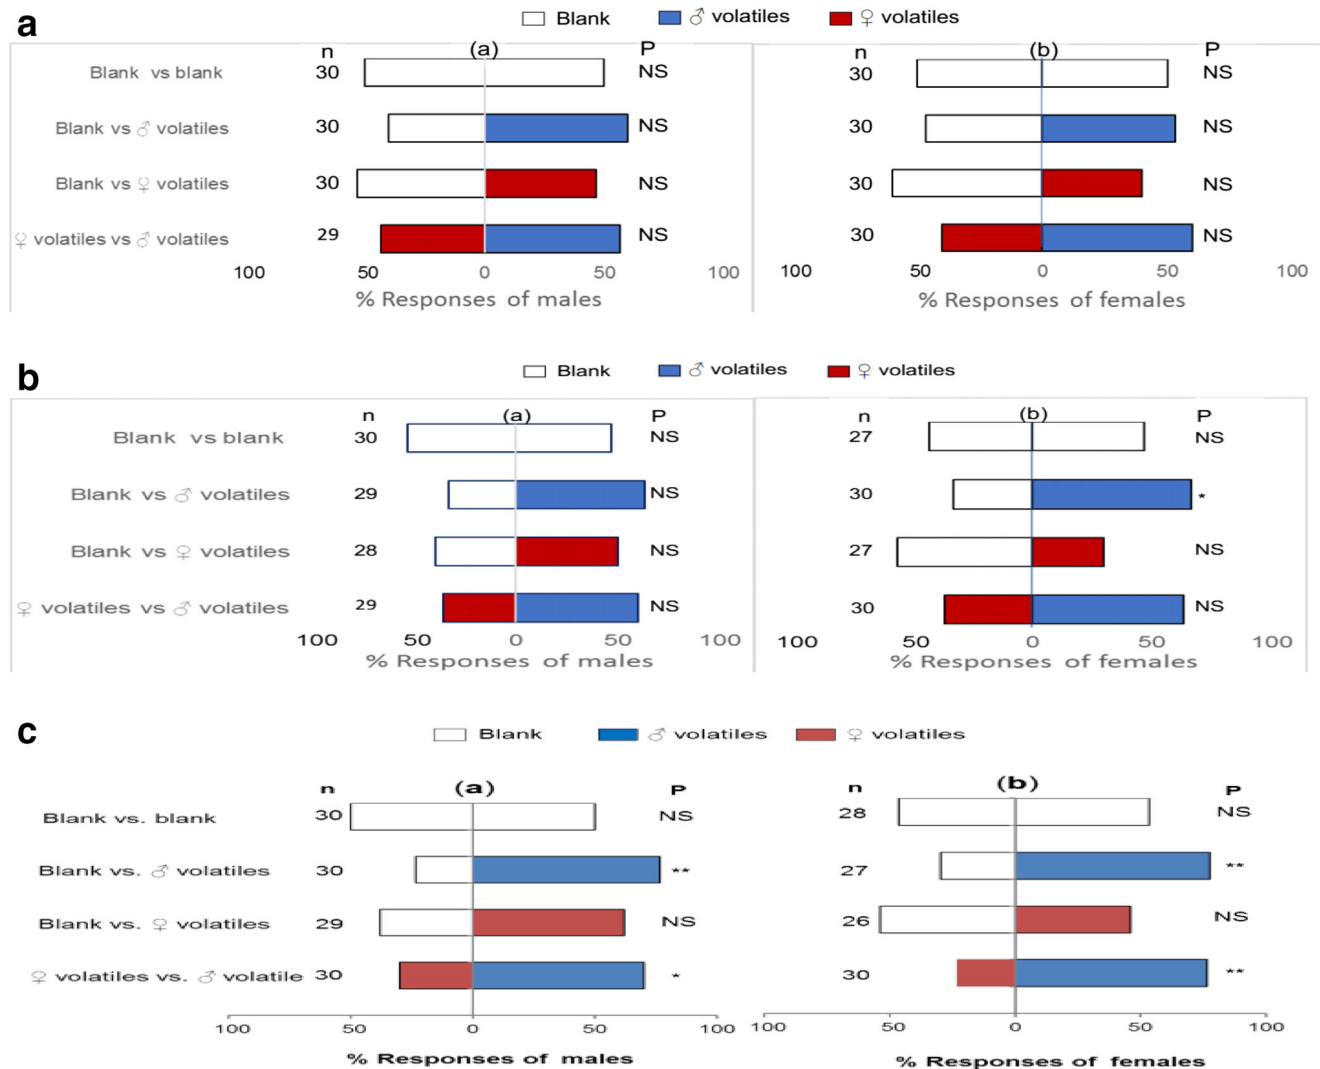 a
Blank ♂ volatiles ♀ volatiles
n (a) P (b) P
Blank vs blank 30 NS 30 NS
Blank vs ♂ volatiles 30 NS 30 NS
Blank vs ♀ volatiles 30 NS 30 NS
♀ volatiles vs ♂ volatiles 29 NS 30 NS
100 50 0 50 100 100 50 0 50 100
% Responses of males % Responses of females
b
Blank ♂ volatiles ♀ volatiles
n (a) P n (b) P
Blank vs blank 30 NS 27 NS
Blank vs ♂ volatiles 29 NS 30 *
Blank vs ♀ volatiles 28 NS 27 NS
♀ volatiles vs ♂ volatiles 29 NS 30 NS
100 50 0 50 100 100 50 0 50 100
% Responses of males % Responses of females
c
Blank ♂ volatiles ♀ volatiles
n (a) P n (b) P
Blank vs. blank 30 NS 28 NS
Blank vs. ♂ volatiles 30 ** 27 **
Blank vs. ♀ volatiles 29 NS 26 NS
♀ volatiles vs. ♂ volatile 30 * 30 **
100 50 0 50 100 100 50 0 50 100
% Responses of males % Responses of females